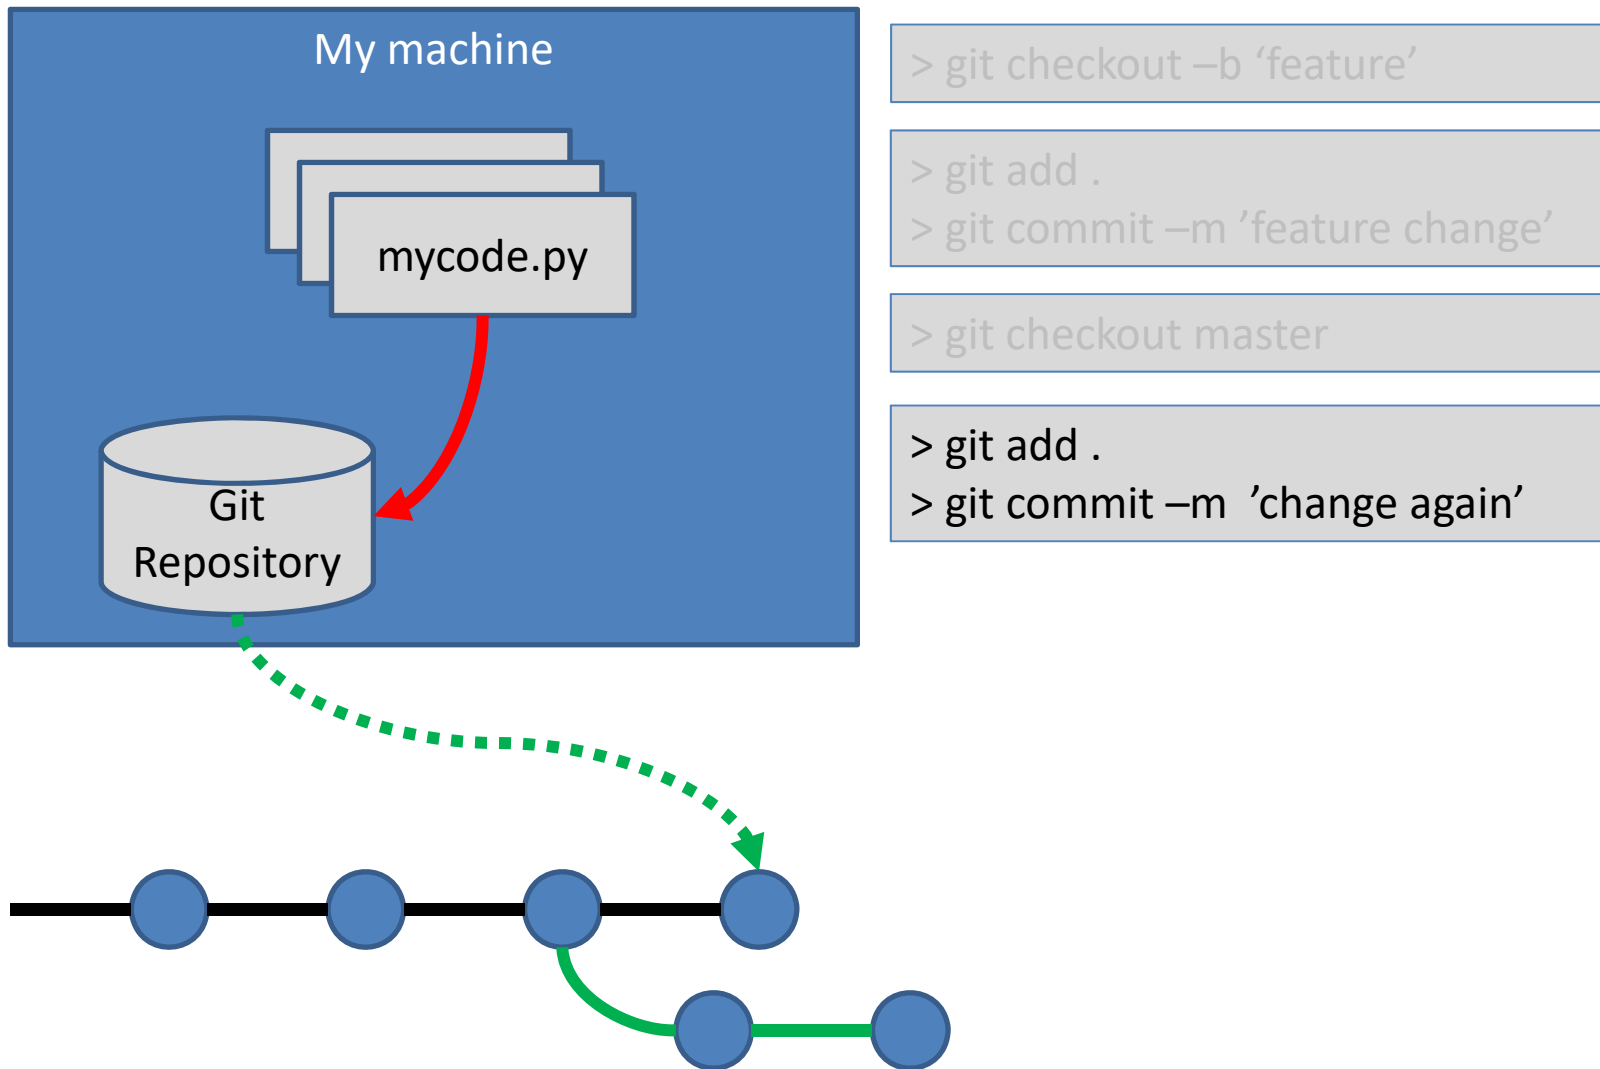 My machine
mycode.py
Git
Repository
> git checkout –b ‘feature’
> git add .
> git commit –m ’feature change’
> git checkout master
> git add .
> git commit –m  ’change again’